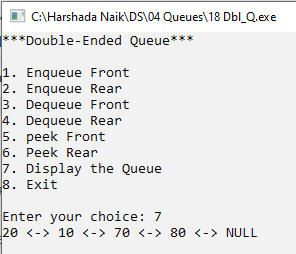 C:\Harshada Naik\DS\04 Queues\18 Dbl_Q.exe
***Double-Ended Queue***
1. Enqueue Front
2. Enqueue Rear
3. Dequeue Front
4. Dequeue Rear
5. peek Front
6. Peek Rear
7. Display the Queue
8. Exit
Enter your choice: 7
20 <-> 10 <-> 70 <-> 80 <-> NULL